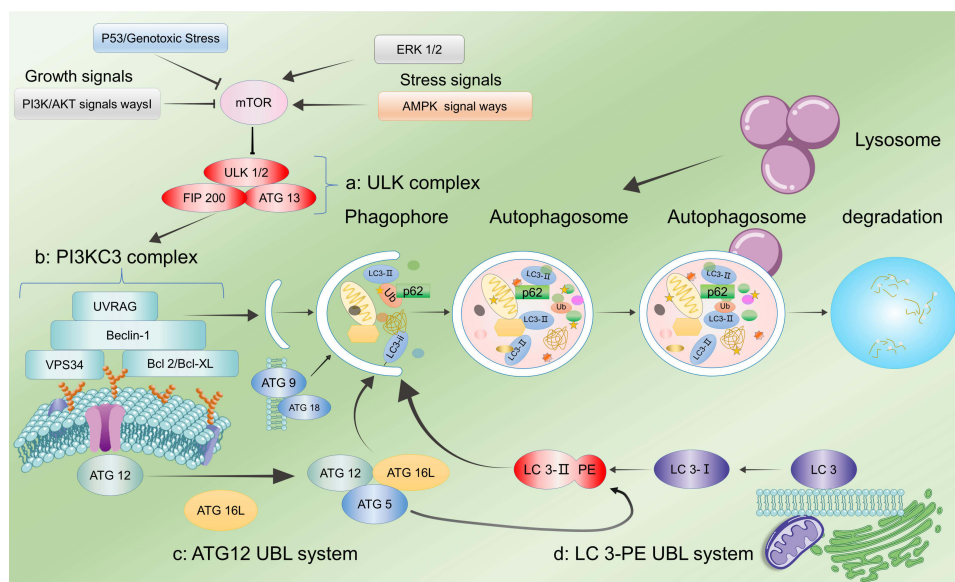 P53/Genotoxic Stress
ERK 1/2
Growth signals
Stress signals
PI3K/AKT signals waysI
mTOR
AMPK signal ways
Lysosome
ULK 1/2
FIP 200
ATG 13
a: ULK complex
Phagophore
Autophagosome
Autophagosome
degradation
b: PI3KC3 complex
UVRAG
Beclin-1
VPS34
Bcl 2/Bcl-XL
LC3-II
Ub
p62
LC3-ii
LC3-II
p62
Ub
LC3-II
LC3-II
LC3-II
p62
Ub
LC3-II
LC3-II
ATG 9
ATG 18
ATG 12
ATG 16L
ATG 12
ATG 16L
ATG 5
LC 3-II
PE
LC 3-I
LC 3
c: ATG12 UBL system
d: LC 3-PE UBL system